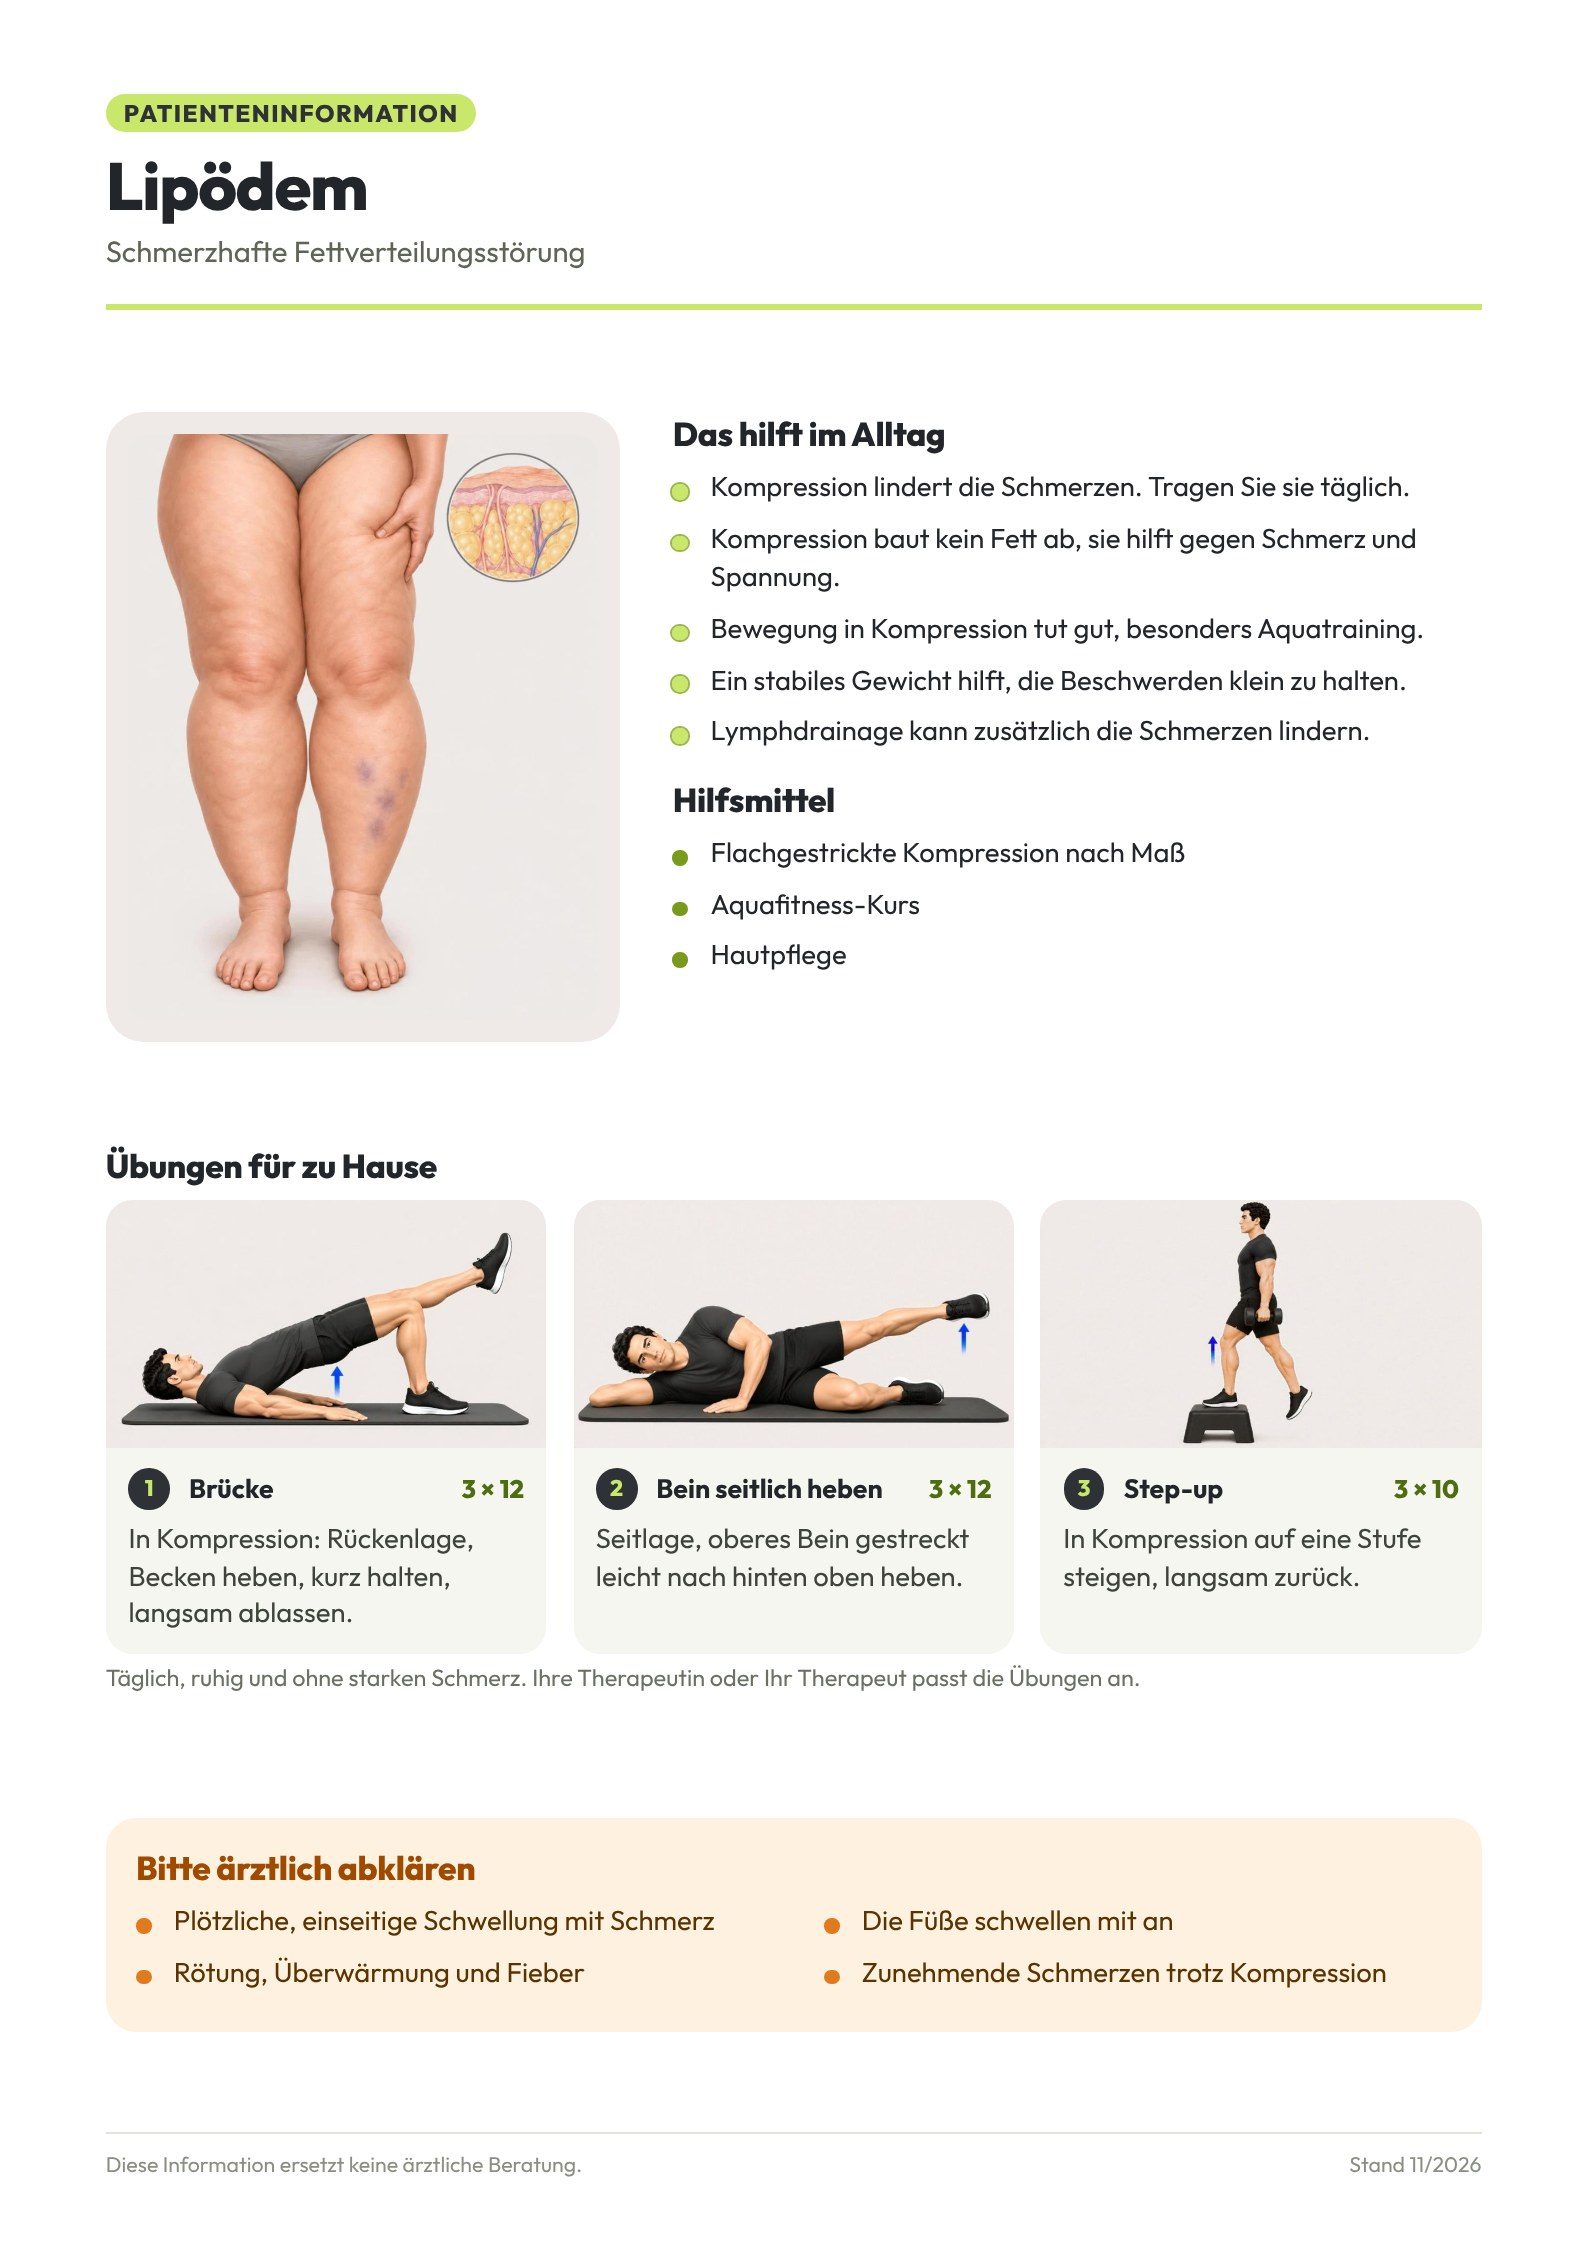 PATIENTENINFORMATION
Lipödem
Schmerzhafte Fettverteilungsstörung
Das hilft im Alltag
Kompression lindert die Schmerzen. Tragen Sie sie täglich.
Kompression baut kein Fett ab, sie hilft gegen Schmerz und
Spannung.
Bewegung in Kompression tut gut, besonders Aquatraining.
Ein stabiles Gewicht hilft, die Beschwerden klein zu halten.
Lymphdrainage kann zusätzlich die Schmerzen lindern.
Hilfsmittel
Flachgestrickte Kompression nach Maß
Aquafitness-Kurs
Hautpflege
Übungen für zu Hause
1 Brücke 3 × 12
In Kompression: Rückenlage,
Becken heben, kurz halten,
langsam ablassen.
2 Bein seitlich heben 3 × 12
Seitlage, oberes Bein gestreckt
leicht nach hinten oben heben.
3 Step-up 3 × 10
In Kompression auf eine Stufe
steigen, langsam zurück.
Täglich, ruhig und ohne starken Schmerz. Ihre Therapeutin oder Ihr Therapeut passt die Übungen an.
Bitte ärztlich abklären
Plötzliche, einseitige Schwellung mit Schmerz
Rötung, Überwärmung und Fieber
Die Füße schwellen mit an
Zunehmende Schmerzen trotz Kompression
Diese Information ersetzt keine ärztliche Beratung.
Stand 11/2026